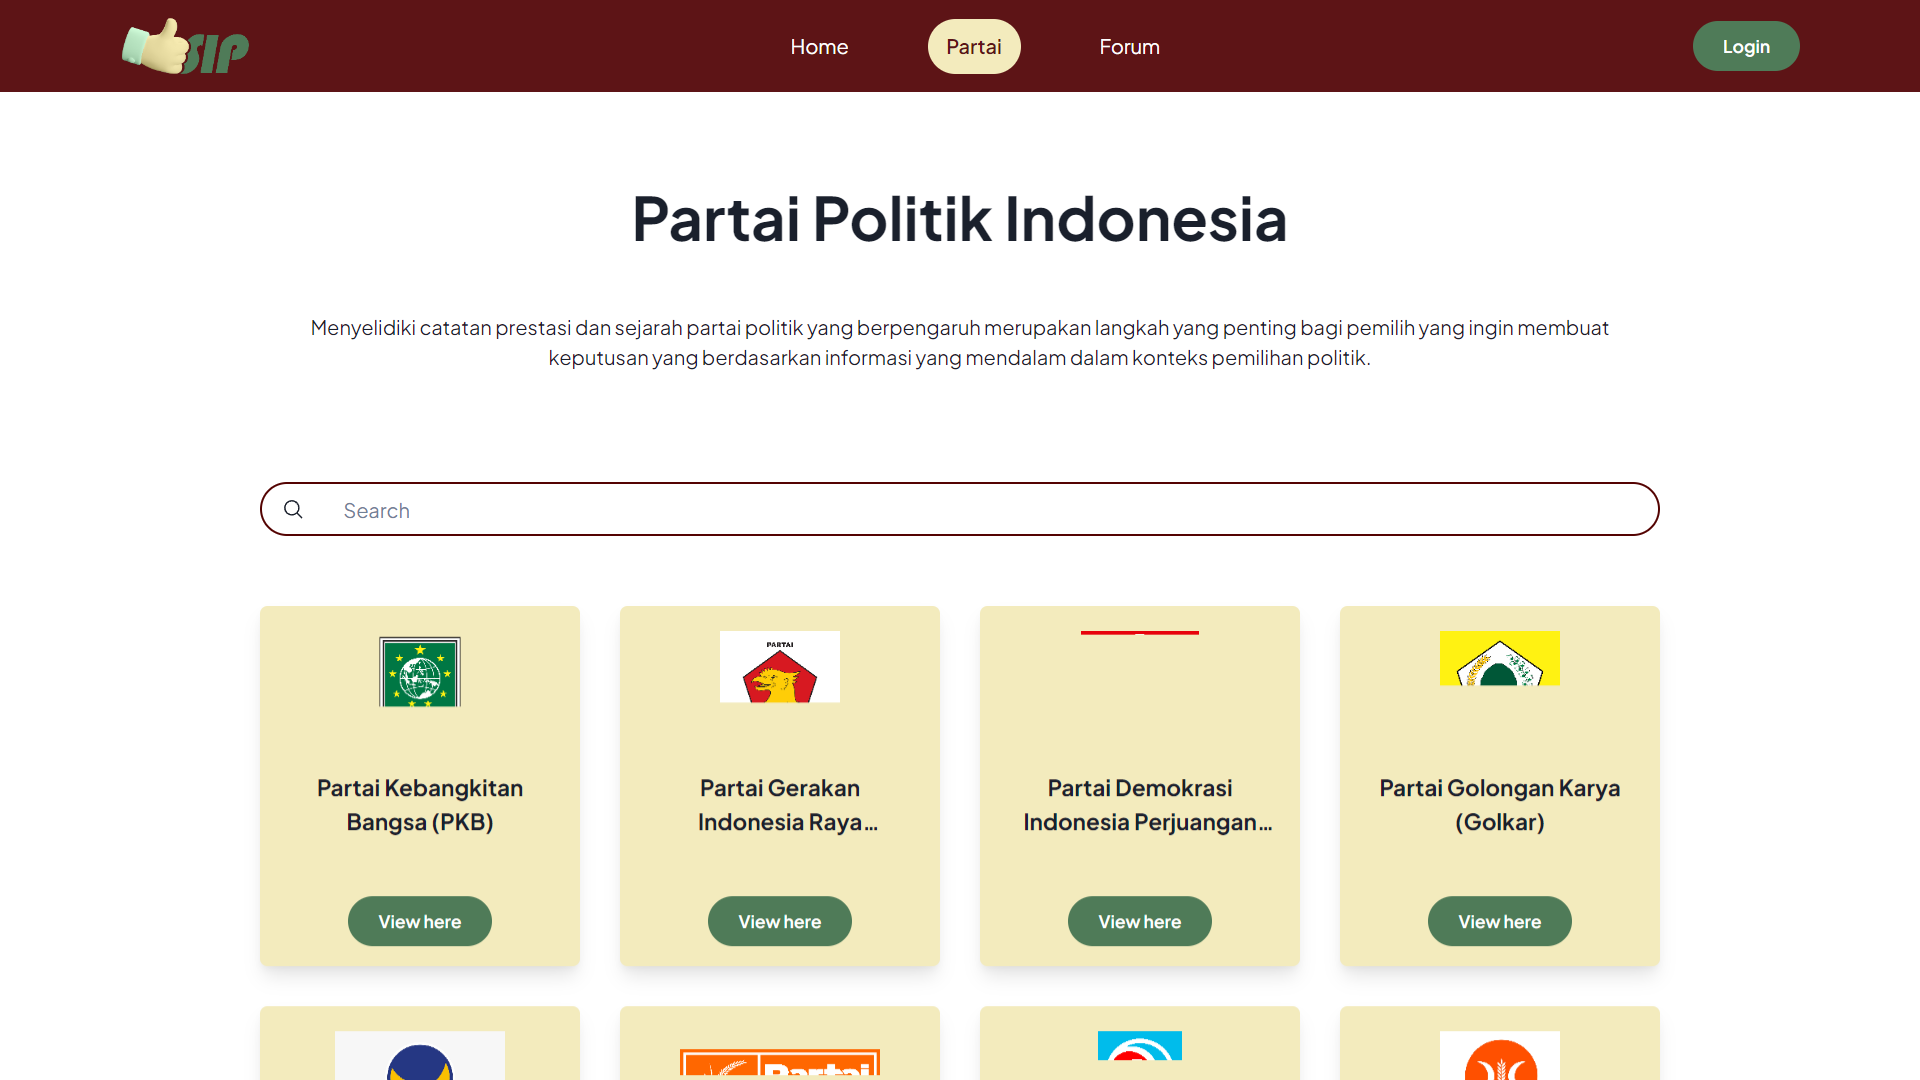 SIP
Home
Partai
Forum
Login
Partai Politik Indonesia
Menyelidiki catatan prestasi dan sejarah partai politik yang berpengaruh merupakan langkah yang penting bagi pemilih yang ingin membuat
keputusan yang berdasarkan informasi yang mendalam dalam konteks pemilihan politik.
Search
PARTAI
Partai Kebangkitan
Bangsa (PKB)
Partai Gerakan
Indonesia Raya...
Partai Demokrasi
Indonesia Perjuangan...
Partai Golongan Karya
(Golkar)
View here
View here
View here
View here
Partai